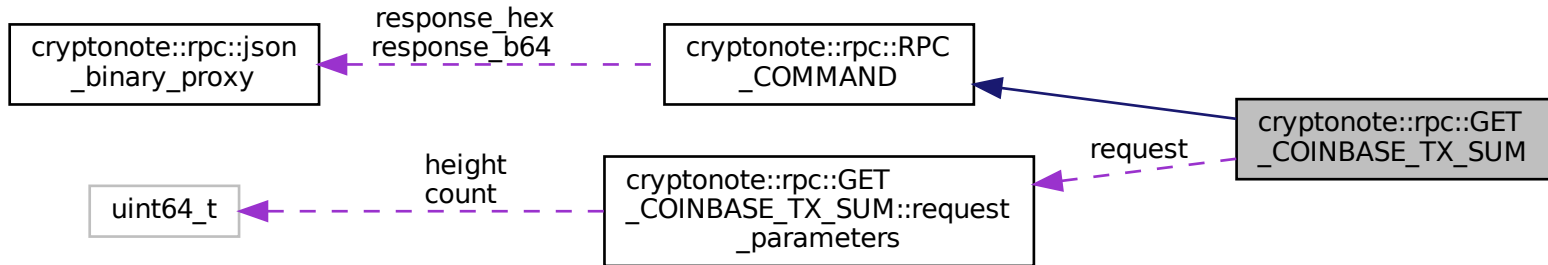 cryptonote::rpc::json
_binary_proxy
response_hex
response_b64
cryptonote::rpc::RPC
_COMMAND
cryptonote::rpc::GET
_COINBASE_TX_SUM
request
uint64_t
height
count
cryptonote::rpc::GET
_COINBASE_TX_SUM::request
_parameters